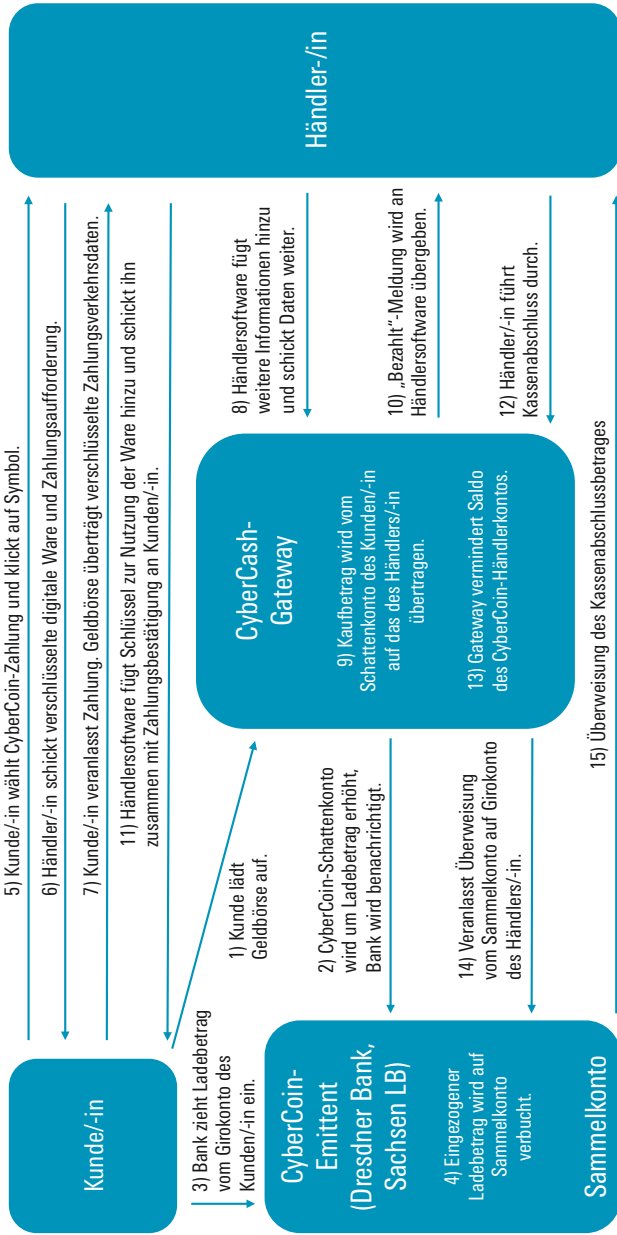 Kunde/-in
Händler-/in
5) Kunde/-in wählt CyberCoin-Zahlung und klickt auf Symbol.
6) Händler/-in schickt verschlüsselte digitale Ware und Zahlungsaufforderung.
7) Kunde/-in veranlasst Zahlung. Geldbörse überträgt verschlüsselte Zahlungsverkehrsdaten.
11) Händlersoftware fügt Schlüssel zur Nutzung der Ware hinzu und schickt ihn
zusammen mit Zahlungsbestätigung an Kunden/-in.
1) Kunde lädt
Geldbörse auf.
3) Bank zieht Ladebetrag
vom Girokonto des
Kunden/-in ein.
8) Händlersoftware fügt
weitere Informationen hinzu
und schickt Daten weiter.
CyberCash-
Gateway
9) Kaufbetrag wird vom
Schattenkonto des Kunden/-in
auf das des Händlers/-in
übertragen.
13) Gateway vermindert Saldo
des CyberCoin-Händlerkontos.
10) „Bezahlt“-Meldung wird an
Händlersoftware übergeben.
12) Händler/-in führt
Kassenabschluss durch.
2) CyberCoin-Schattenkonto
wird um Ladebetrag erhöht,
Bank wird benachrichtigt.
14) Veranlasst Überweisung
vom Sammelkonto auf Girokonto
des Händlers/-in.
CyberCoin-
Emittent
(Dresdner Bank,
Sachsen LB)
4) Eingezogener
Ladebetrag wird auf
Sammelkonto
verbucht.
Sammelkonto
15) Überweisung des Kassenabschlussbetrages